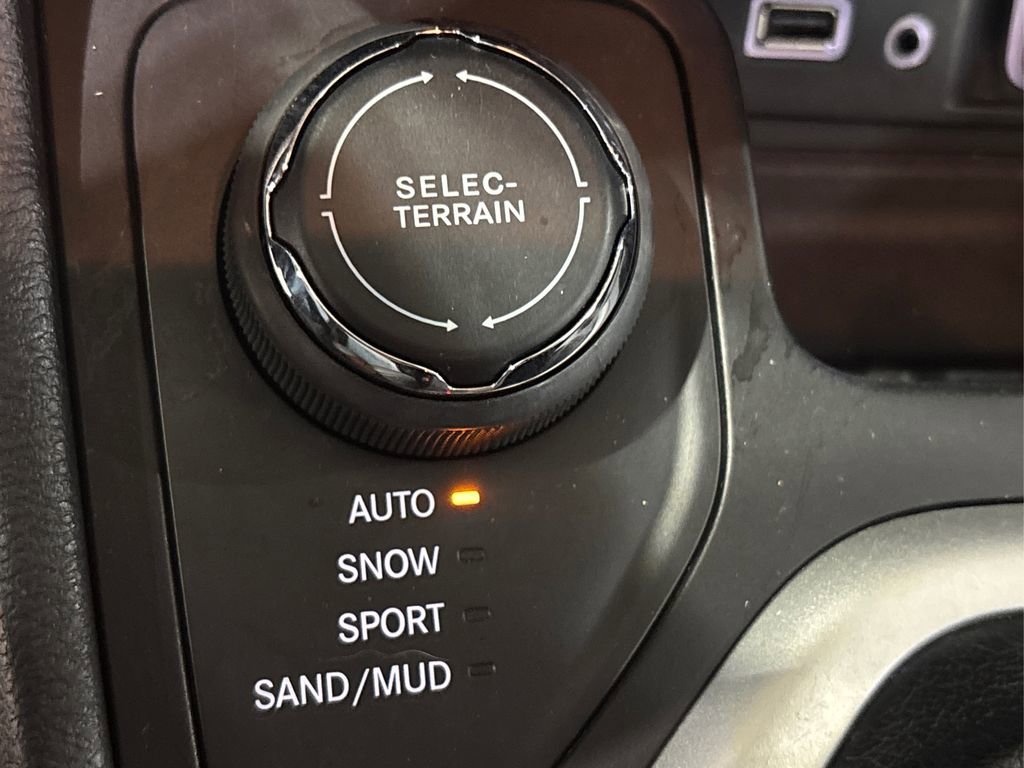 SELEC-
TERRAIN
AUTO
SNOW
SPORT
SAND/MUD